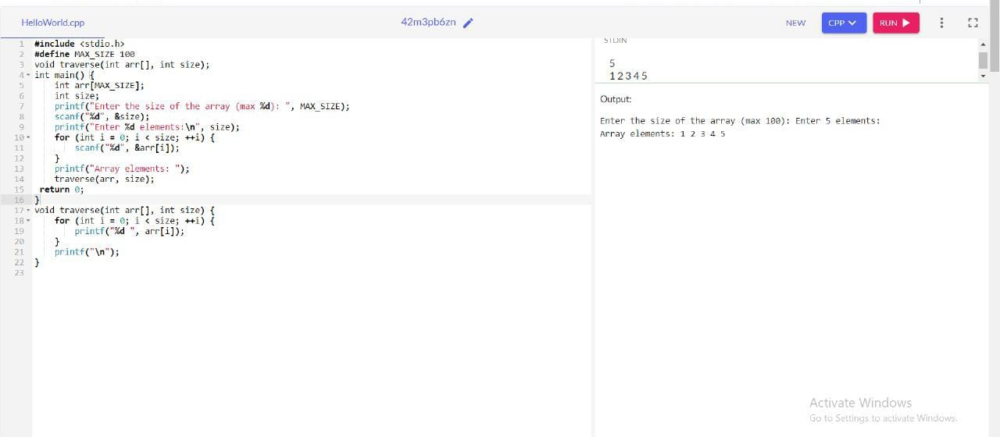 HelloWorld.cpp
42m3pb6zn
NEW
CPP
RUN
1 #include <stdio.h>
2 #define MAX_SIZE 100
3 void traverse(int arr[], int size);
4 int main() {
5 int arr[MAX_SIZE];
6 int size;
7 printf("Enter the size of the array (max %d): ", MAX_SIZE);
8 scanf("%d", &size);
9 printf("Enter %d elements:\n", size);
10 for (int i = 0; i < size; ++i) {
11 scanf("%d", &arr[i]);
12 }
13 printf("Array elements: ");
14 traverse(arr, size);
15 return 0;
16 }
17 void traverse(int arr[], int size) {
18 for (int i = 0; i < size; ++i) {
19 printf("%d ", arr[i]);
20 }
21 printf("\n");
22 }
23
STDIN
5
1 2 3 4 5
Output:
Enter the size of the array (max 100): Enter 5 elements:
Array elements: 1 2 3 4 5
Activate Windows
Go to Settings to activate Windows.